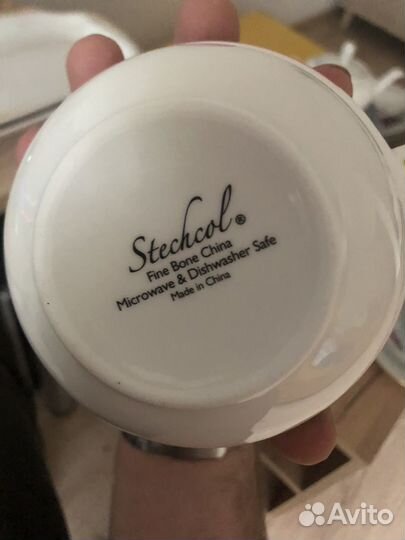 Stechcol®
Fine Bone China
Microwave & Dishwasher Safe
Made in China
Avito